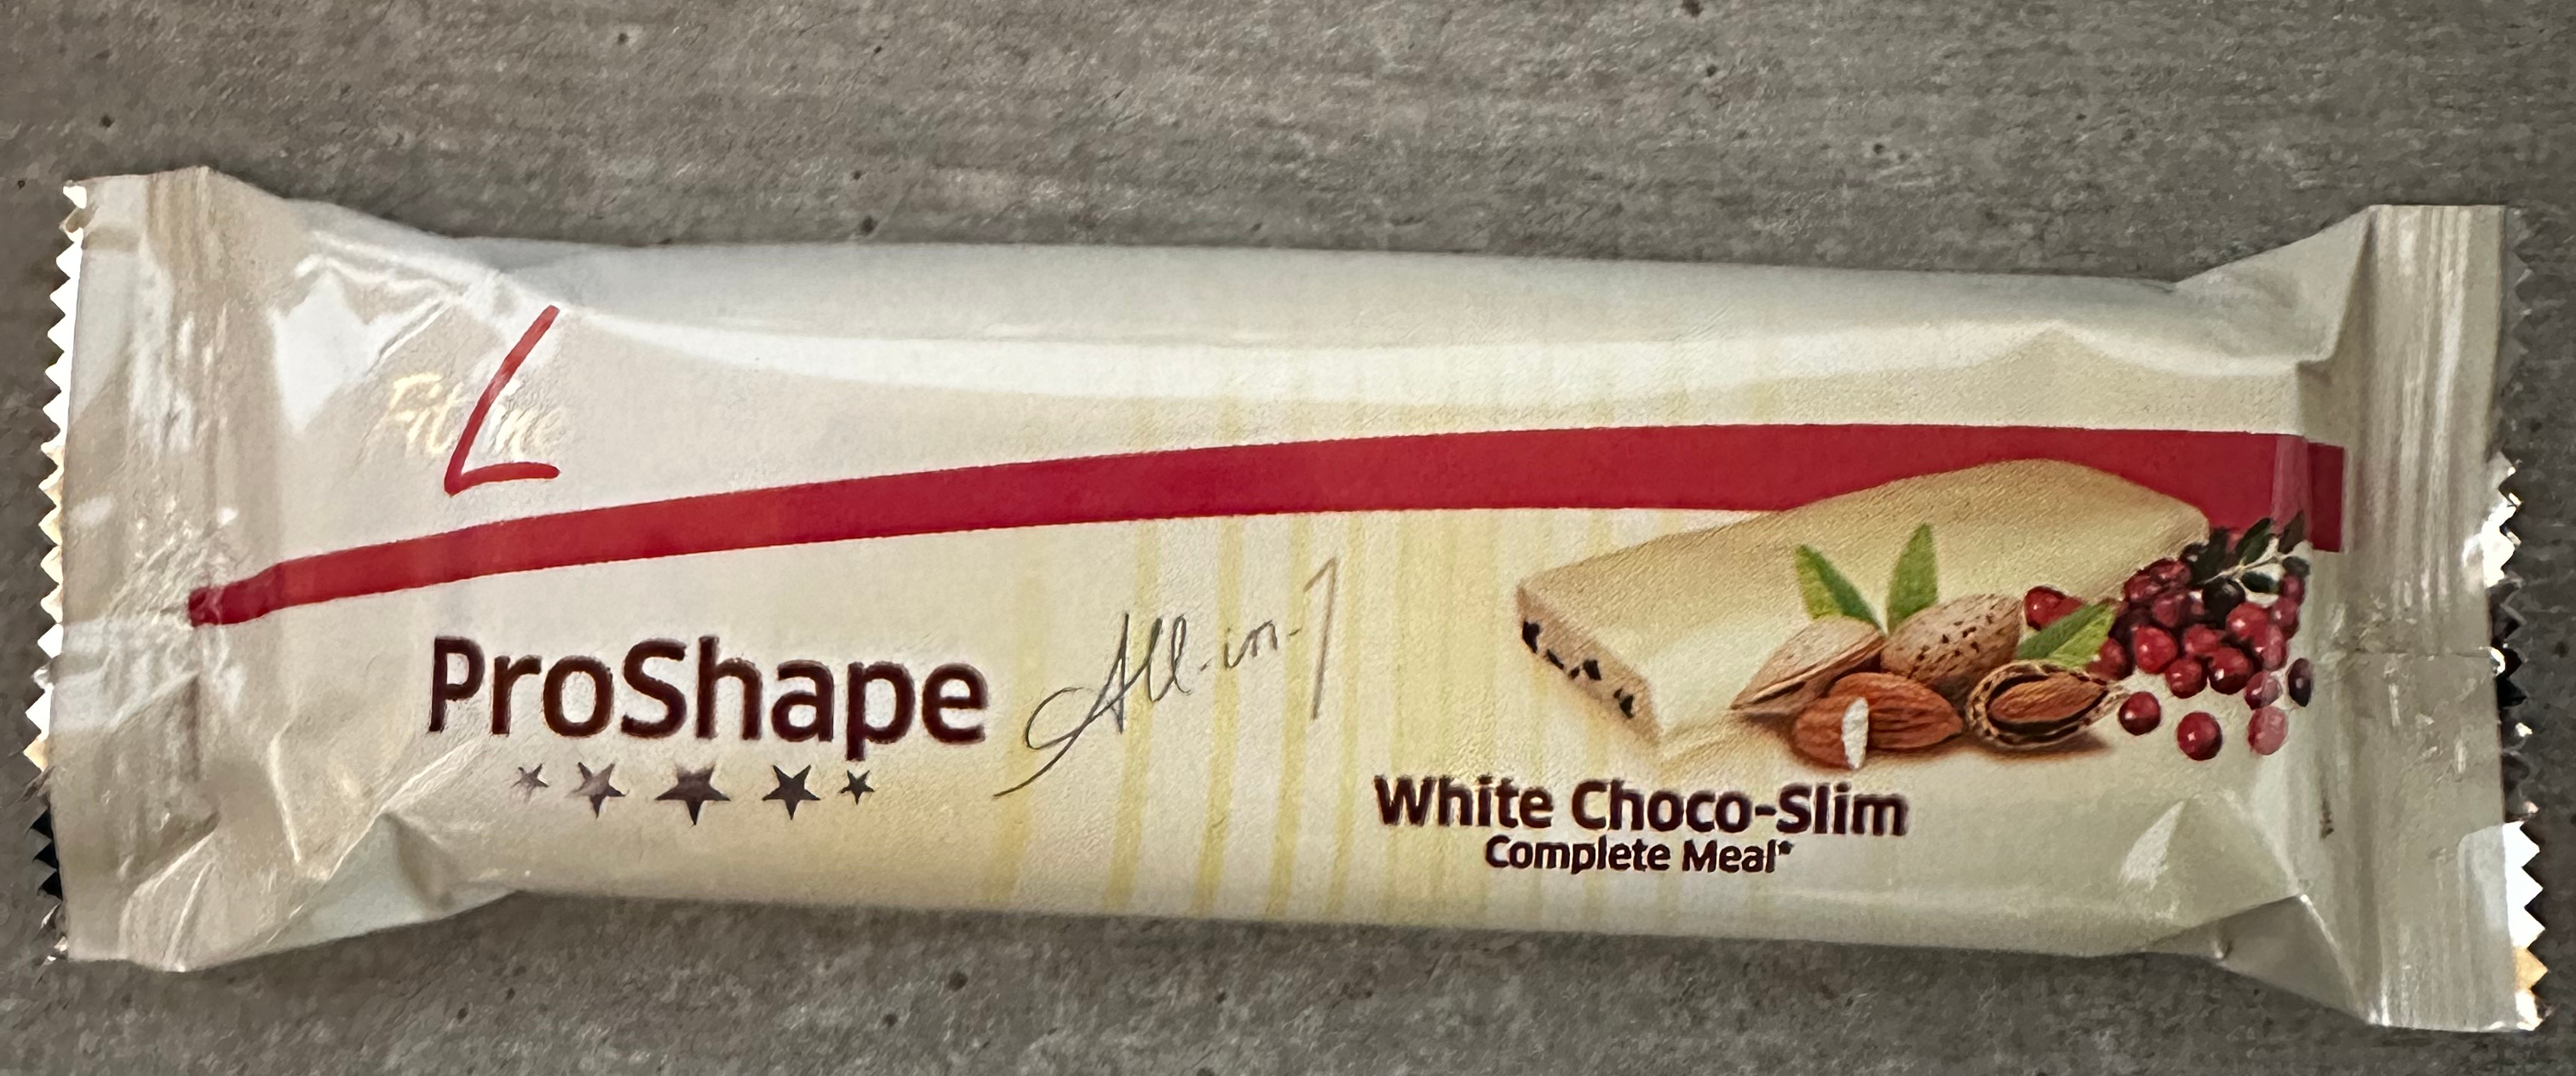 FitLine
ProShape All-in-1
White Choco-Slim
Complete Meal*